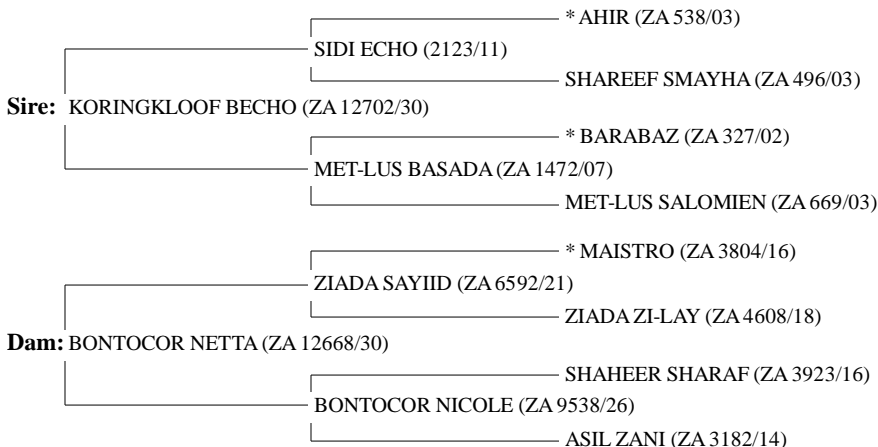 * AHIR (ZA 538/03)
SIDI ECHO (2123/11)
SHAREEF SMAYHA (ZA 496/03)
Sire: KORINGKLOOF BECHO (ZA 12702/30)
* BARABAZ (ZA 327/02)
MET-LUS BASADA (ZA 1472/07)
MET-LUS SALOMIEN (ZA 669/03)
* MAISTRO (ZA 3804/16)
ZIADA SAYIID (ZA 6592/21)
ZIADA ZI-LAY (ZA 4608/18)
Dam: BONTOCOR NETTA (ZA 12668/30)
SHAHEER SHARAF (ZA 3923/16)
BONTOCOR NICOLE (ZA 9538/26)
ASIL ZANI (ZA 3182/14)